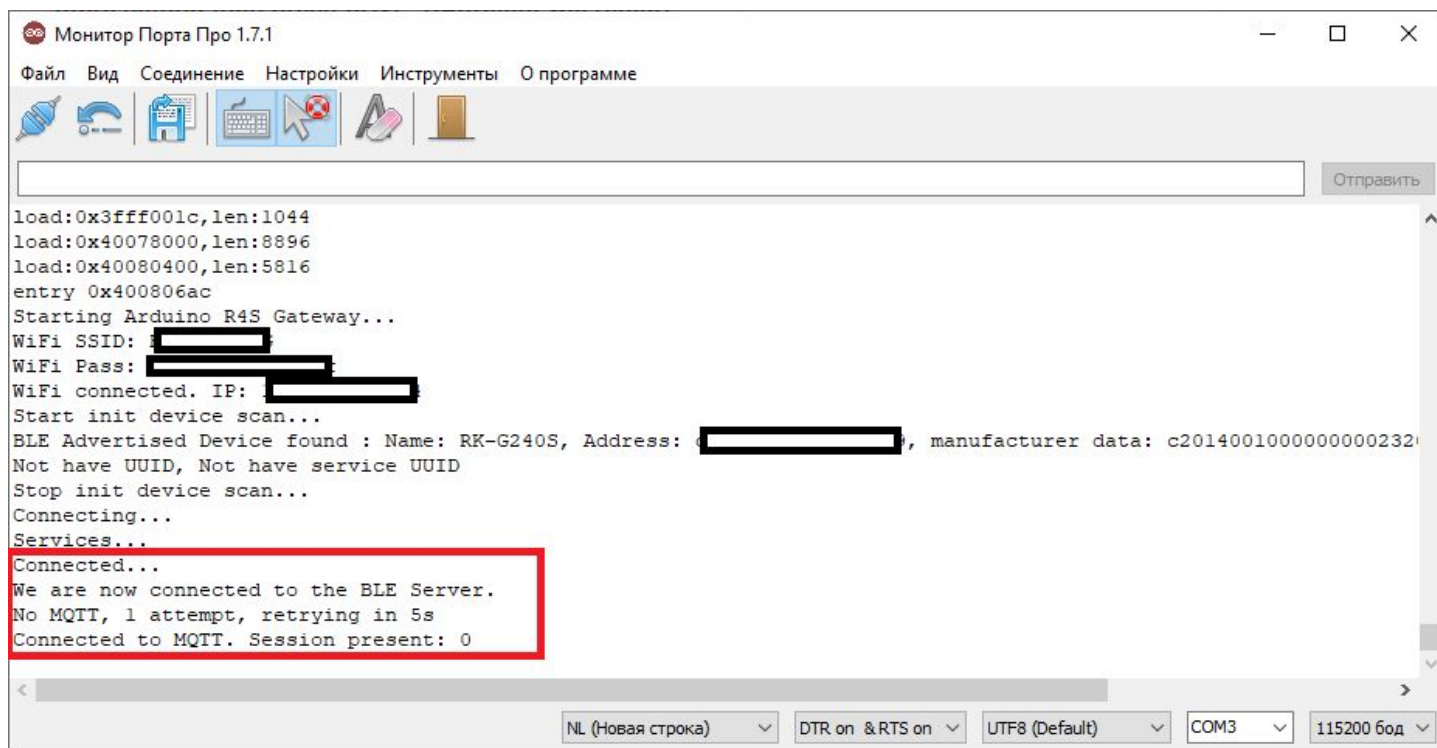 Монитор Порта Про 1.7.1
Файл Вид Соединение Настройки Инструменты О программе
Отправить
load:0x3fff001c,len:1044
load:0x40078000,len:8896
load:0x40080400,len:5816
entry 0x400806ac
Starting Arduino R4S Gateway...
WiFi SSID:
WiFi Pass:
WiFi connected. IP:
Start init device scan...
BLE Advertised Device found : Name: RK-G240S, Address: , manufacturer data:
Not have UUID, Not have service UUID
Stop init device scan...
Connecting...
Services...
Connected...
We are now connected to the BLE Server.
No MQTT, 1 attempt, retrying in 5s
Connected to MQTT. Session present: 0
NL (Новая строка) DTR on & RTS on UTF8 (Default) COM3 115200 бод